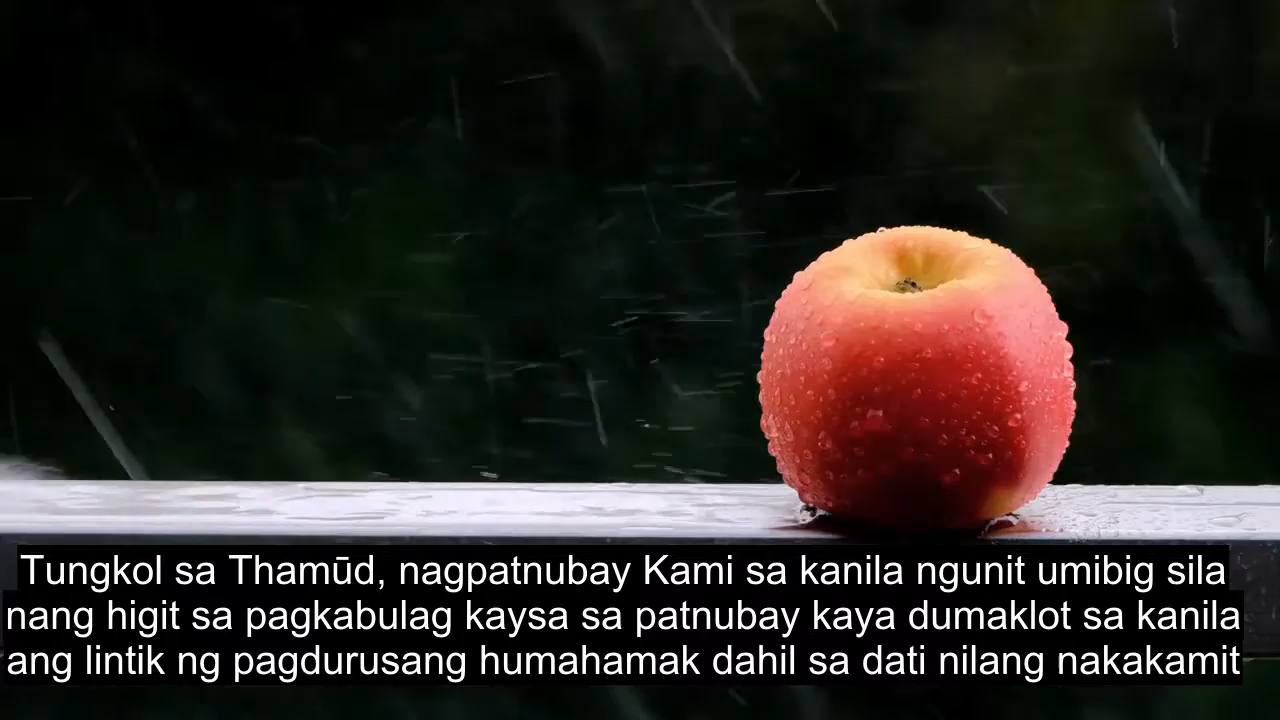 Tungkol sa Thamūd, nagpatnubay Kami sa kanila ngunit umibig sila
nang higit sa pagkabulag kaysa sa patnubay kaya dumaklot sa kanila
ang lintik ng pagdurusang humahamak dahil sa dati nilang nakakamit